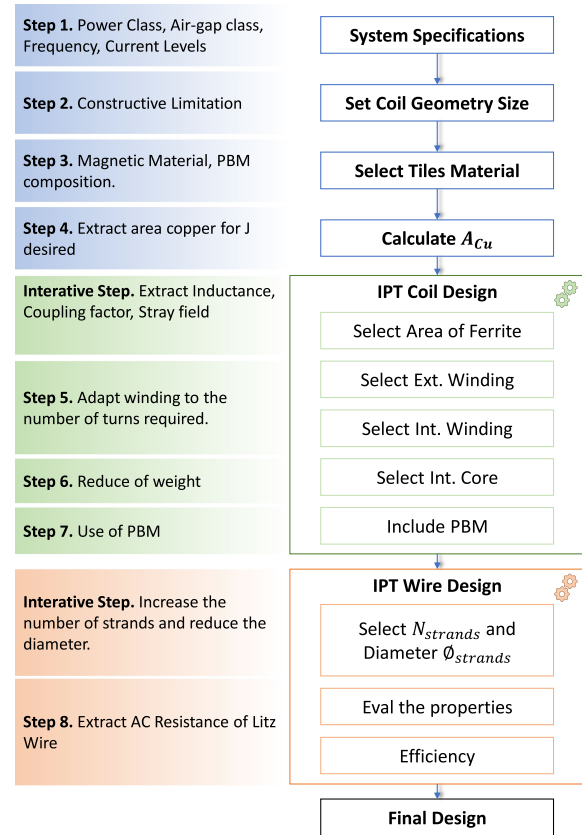 Step 1. Power Class, Air-gap class,
Frequency, Current Levels
System Specifications
Step 2. Constructive Limitation
Set Coil Geometry Size
Step 3. Magnetic Material, PBM
composition.
Select Tiles Material
Step 4. Extract area copper for J
desired
Calculate A_Cu
Interative Step. Extract Inductance,
Coupling factor, Stray field
IPT Coil Design
Select Area of Ferrite
Step 5. Adapt winding to the
number of turns required.
Select Ext. Winding
Select Int. Winding
Step 6. Reduce of weight
Select Int. Core
Step 7. Use of PBM
Include PBM
Interative Step. Increase the
number of strands and reduce the
diameter.
IPT Wire Design
Select N_strands and
Diameter Ø_strands
Step 8. Extract AC Resistance of Litz
Wire
Eval the properties
Efficiency
Final Design